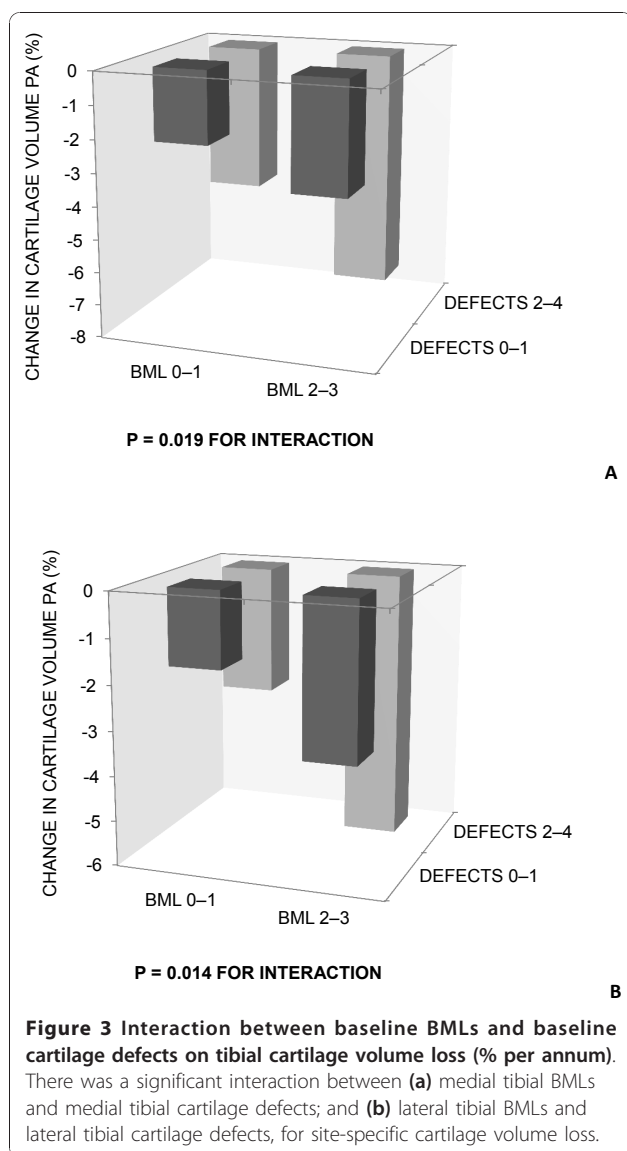 CHANGE IN CARTILAGE VOLUME PA (%)
0
-1
-2
-3
-4
-5
-6
-7
-8
BML 0–1
BML 2–3
DEFECTS 2–4
DEFECTS 0–1
P = 0.019 FOR INTERACTION
A
CHANGE IN CARTILAGE VOLUME PA (%)
0
-1
-2
-3
-4
-5
-6
BML 0–1
BML 2–3
DEFECTS 2–4
DEFECTS 0–1
P = 0.014 FOR INTERACTION
B
Figure 3 Interaction between baseline BMLs and baseline
cartilage defects on tibial cartilage volume loss (% per annum).
There was a significant interaction between (a) medial tibial BMLs
and medial tibial cartilage defects; and (b) lateral tibial BMLs and
lateral tibial cartilage defects, for site-specific cartilage volume loss.